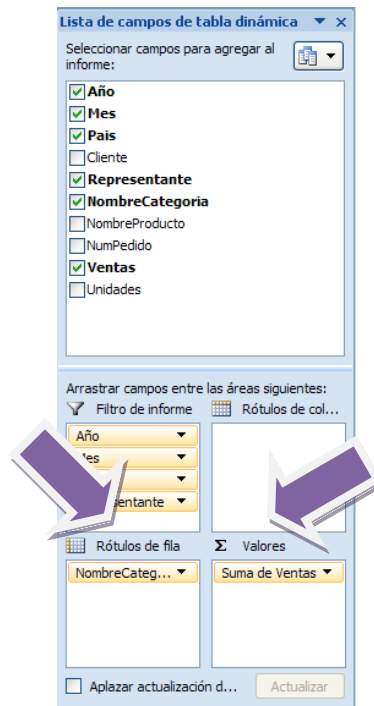 Lista de campos de tabla dinámica
Seleccionar campos para agregar al
informe:
Año
Mes
Pais
Cliente
Representante
NombreCategoria
NombreProducto
NumPedido
Ventas
Unidades
Arrastrar campos entre las áreas siguientes:
Filtro de informe
Rótulos de col...
Año
es
sentante
Rótulos de fila
Σ Valores
NombreCateg...
Suma de Ventas
Aplazar actualización d...
Actualizar